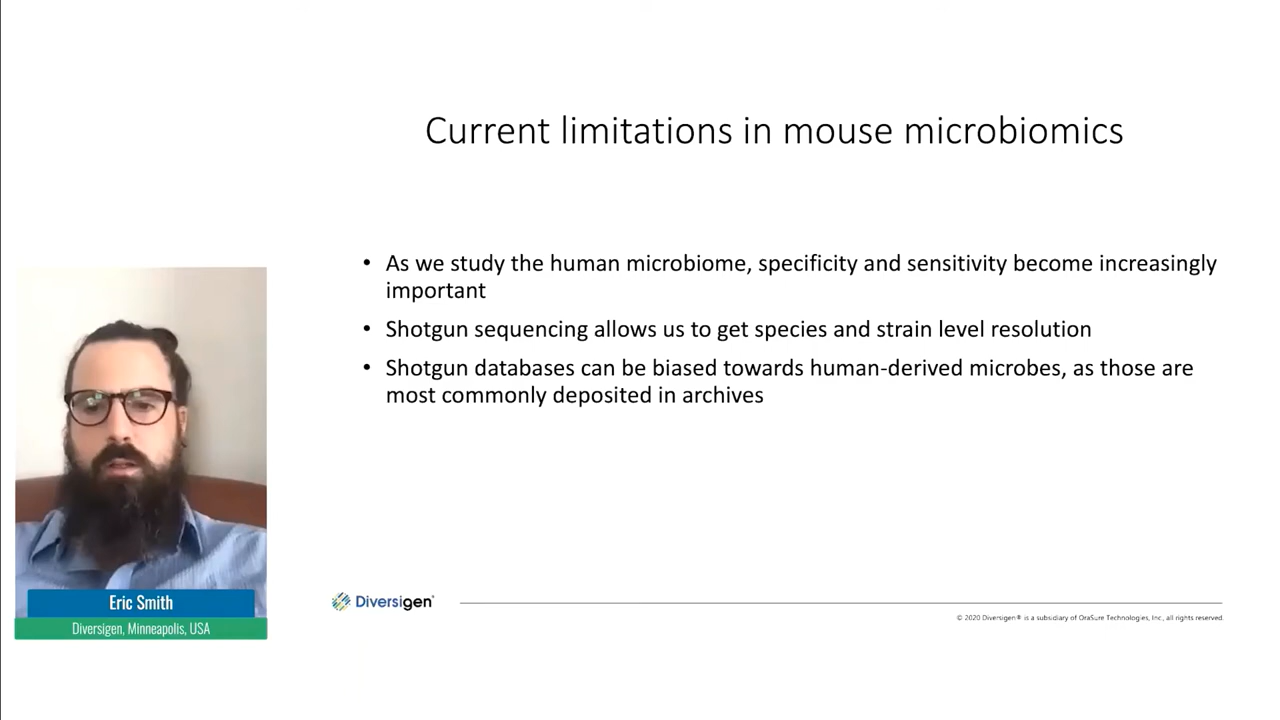 Current limitations in mouse microbiomics
• As we study the human microbiome, specificity and sensitivity become increasingly
important
• Shotgun sequencing allows us to get species and strain level resolution
• Shotgun databases can be biased towards human-derived microbes, as those are
most commonly deposited in archives
Eric Smith
Diversigen, Minneapolis, USA
Diversigen®
© 2020 Diversigen® is a subsidiary of OraSure Technologies, Inc., all rights reserved.